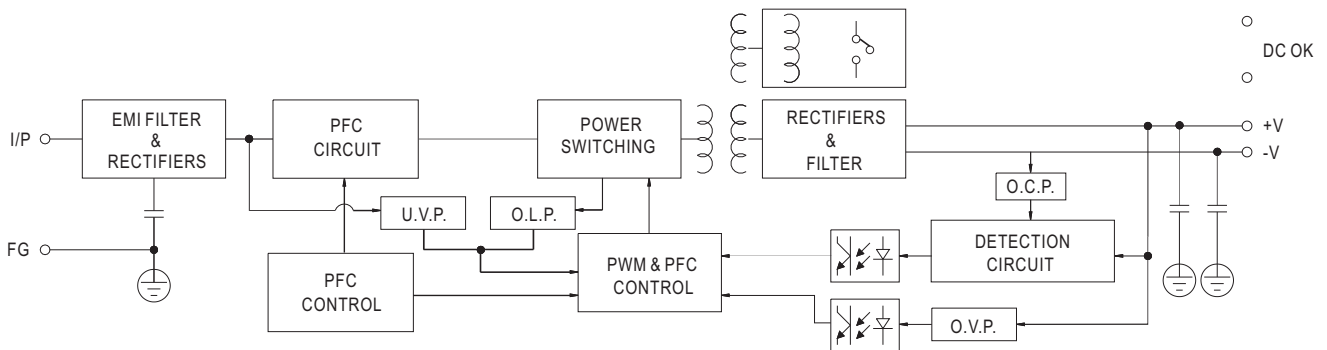 DC OK
I/P
EMI FILTER
&
RECTIFIERS
PFC
CIRCUIT
POWER
SWITCHING
RECTIFIERS
&
FILTER
+V
-V
U.V.P.
O.L.P.
O.C.P.
FG
PFC
CONTROL
PWM & PFC
CONTROL
DETECTION
CIRCUIT
O.V.P.